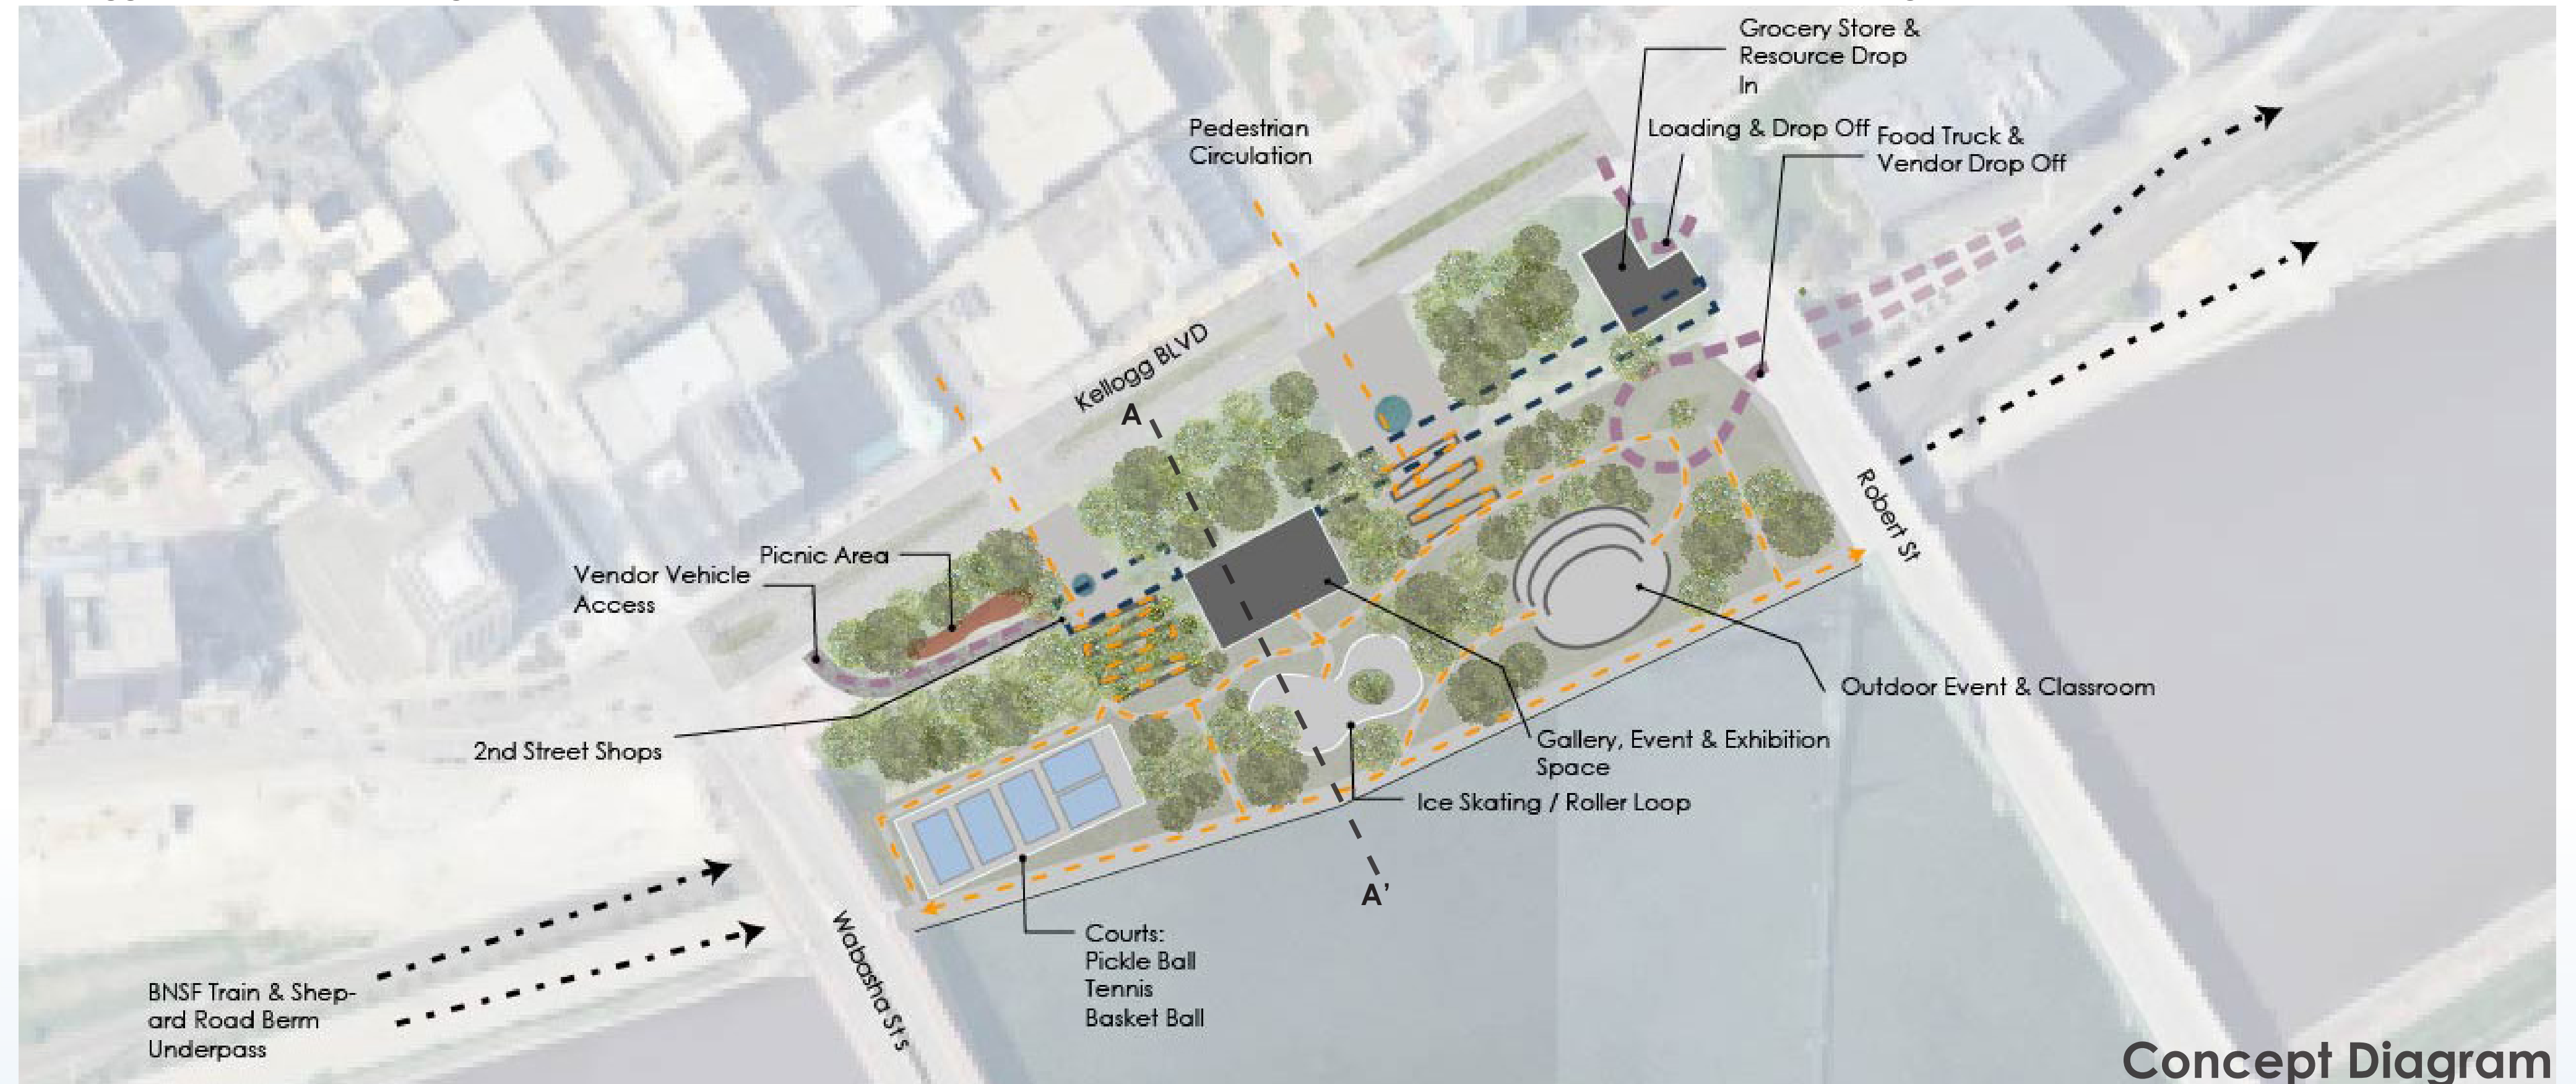 Grocery Store &
Resource Drop
In
Loading & Drop Off
Food Truck &
Vendor Drop Off
Pedestrian
Circulation
Kellogg BLVD
A
Robert St
Picnic Area
Vendor Vehicle
Access
2nd Street Shops
Outdoor Event & Classroom
Gallery, Event & Exhibition
Space
Ice Skating / Roller Loop
A'
Wabasha St s
Courts:
Pickle Ball
Tennis
Basket Ball
BNSF Train & Shep-
ard Road Berm
Underpass
Concept Diagram